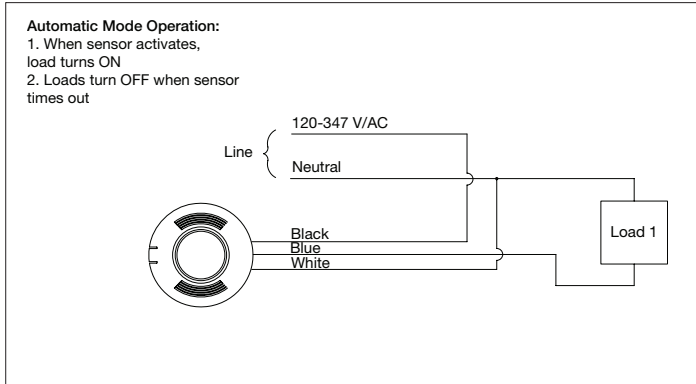 Automatic Mode Operation:
1. When sensor activates,
load turns ON
2. Loads turn OFF when sensor
times out
120-347 V/AC
Line
Neutral
Black
Blue
White
Load 1